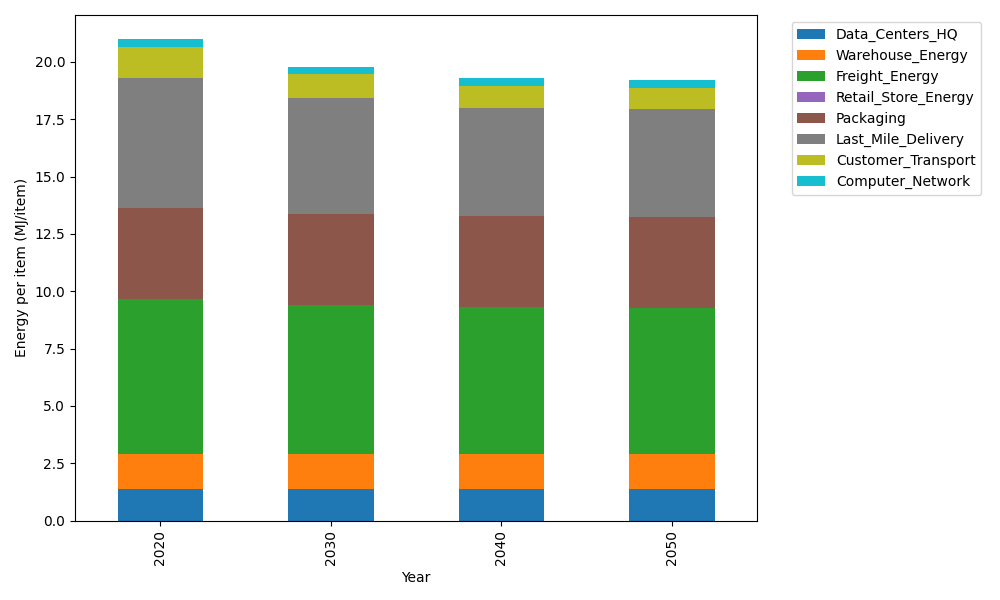 Data_Centers_HQ
Warehouse_Energy
Freight_Energy
Retail_Store_Energy
Packaging
Last_Mile_Delivery
Customer_Transport
Computer_Network
Energy per item (MJ/item)
20.0
17.5
15.0
12.5
10.0
7.5
5.0
2.5
0.0
2020
2030
2040
2050
Year